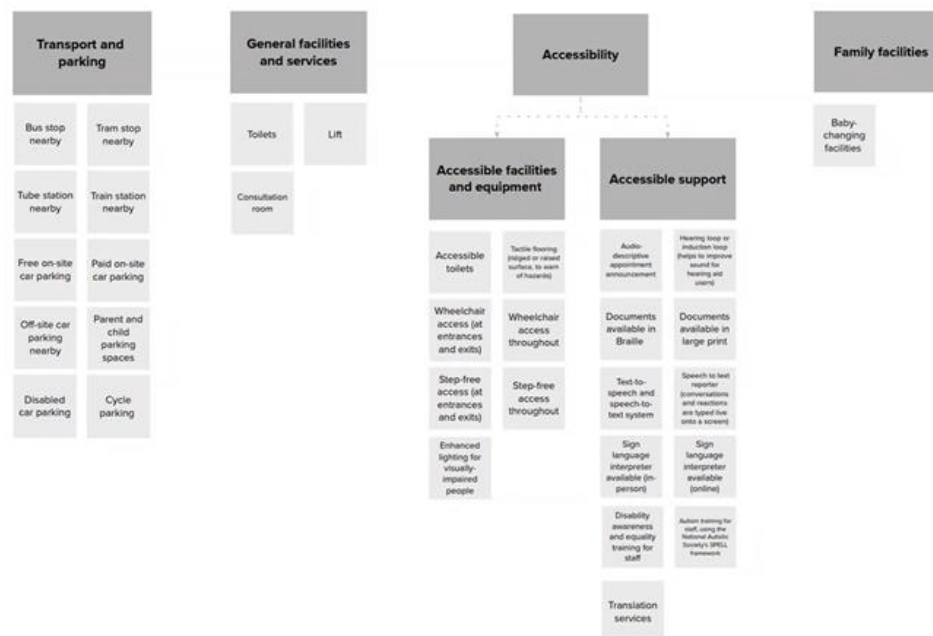 Transport and
parking
General facilities
and services
Accessibility
Family facilities
Bus stop
nearby
Tram stop
nearby
Tube station
nearby
Train station
nearby
Free on-site
car parking
Paid on-site
car parking
Off-site car
parking
nearby
Parent and
child
parking
spaces
Disabled
car parking
Cycle
parking
Toilets
Lift
Consultation
room
Accessible facilities
and equipment
Accessible
toilets
Tactile flooring
(ridged or raised
surface, to warn
of hazards)
Wheelchair
access (at
entrances
and exits)
Wheelchair
access
throughout
Step-free
access (at
entrances
and exits)
Step-free
access
throughout
Enhanced
lighting for
visually-
impaired
people
Accessible support
Audio-
descriptive
appointment
announcement
Hearing loop or
induction loop
(helps to improve
sound for
hearing aid
users)
Documents
available in
Braille
Documents
available in
large print
Text-to-
speech and
speech-to-
text system
Speech to text
reporter
(conversations
and reactions
are typed live
onto a screen)
Sign
language
interpreter
available (in-
person)
Sign
language
interpreter
available
(online)
Disability
awareness
and equality
training for
staff
Autism training for
staff, using the
National Autistic
Society's SPELL
framework
Translation
services
Baby-
changing
facilities